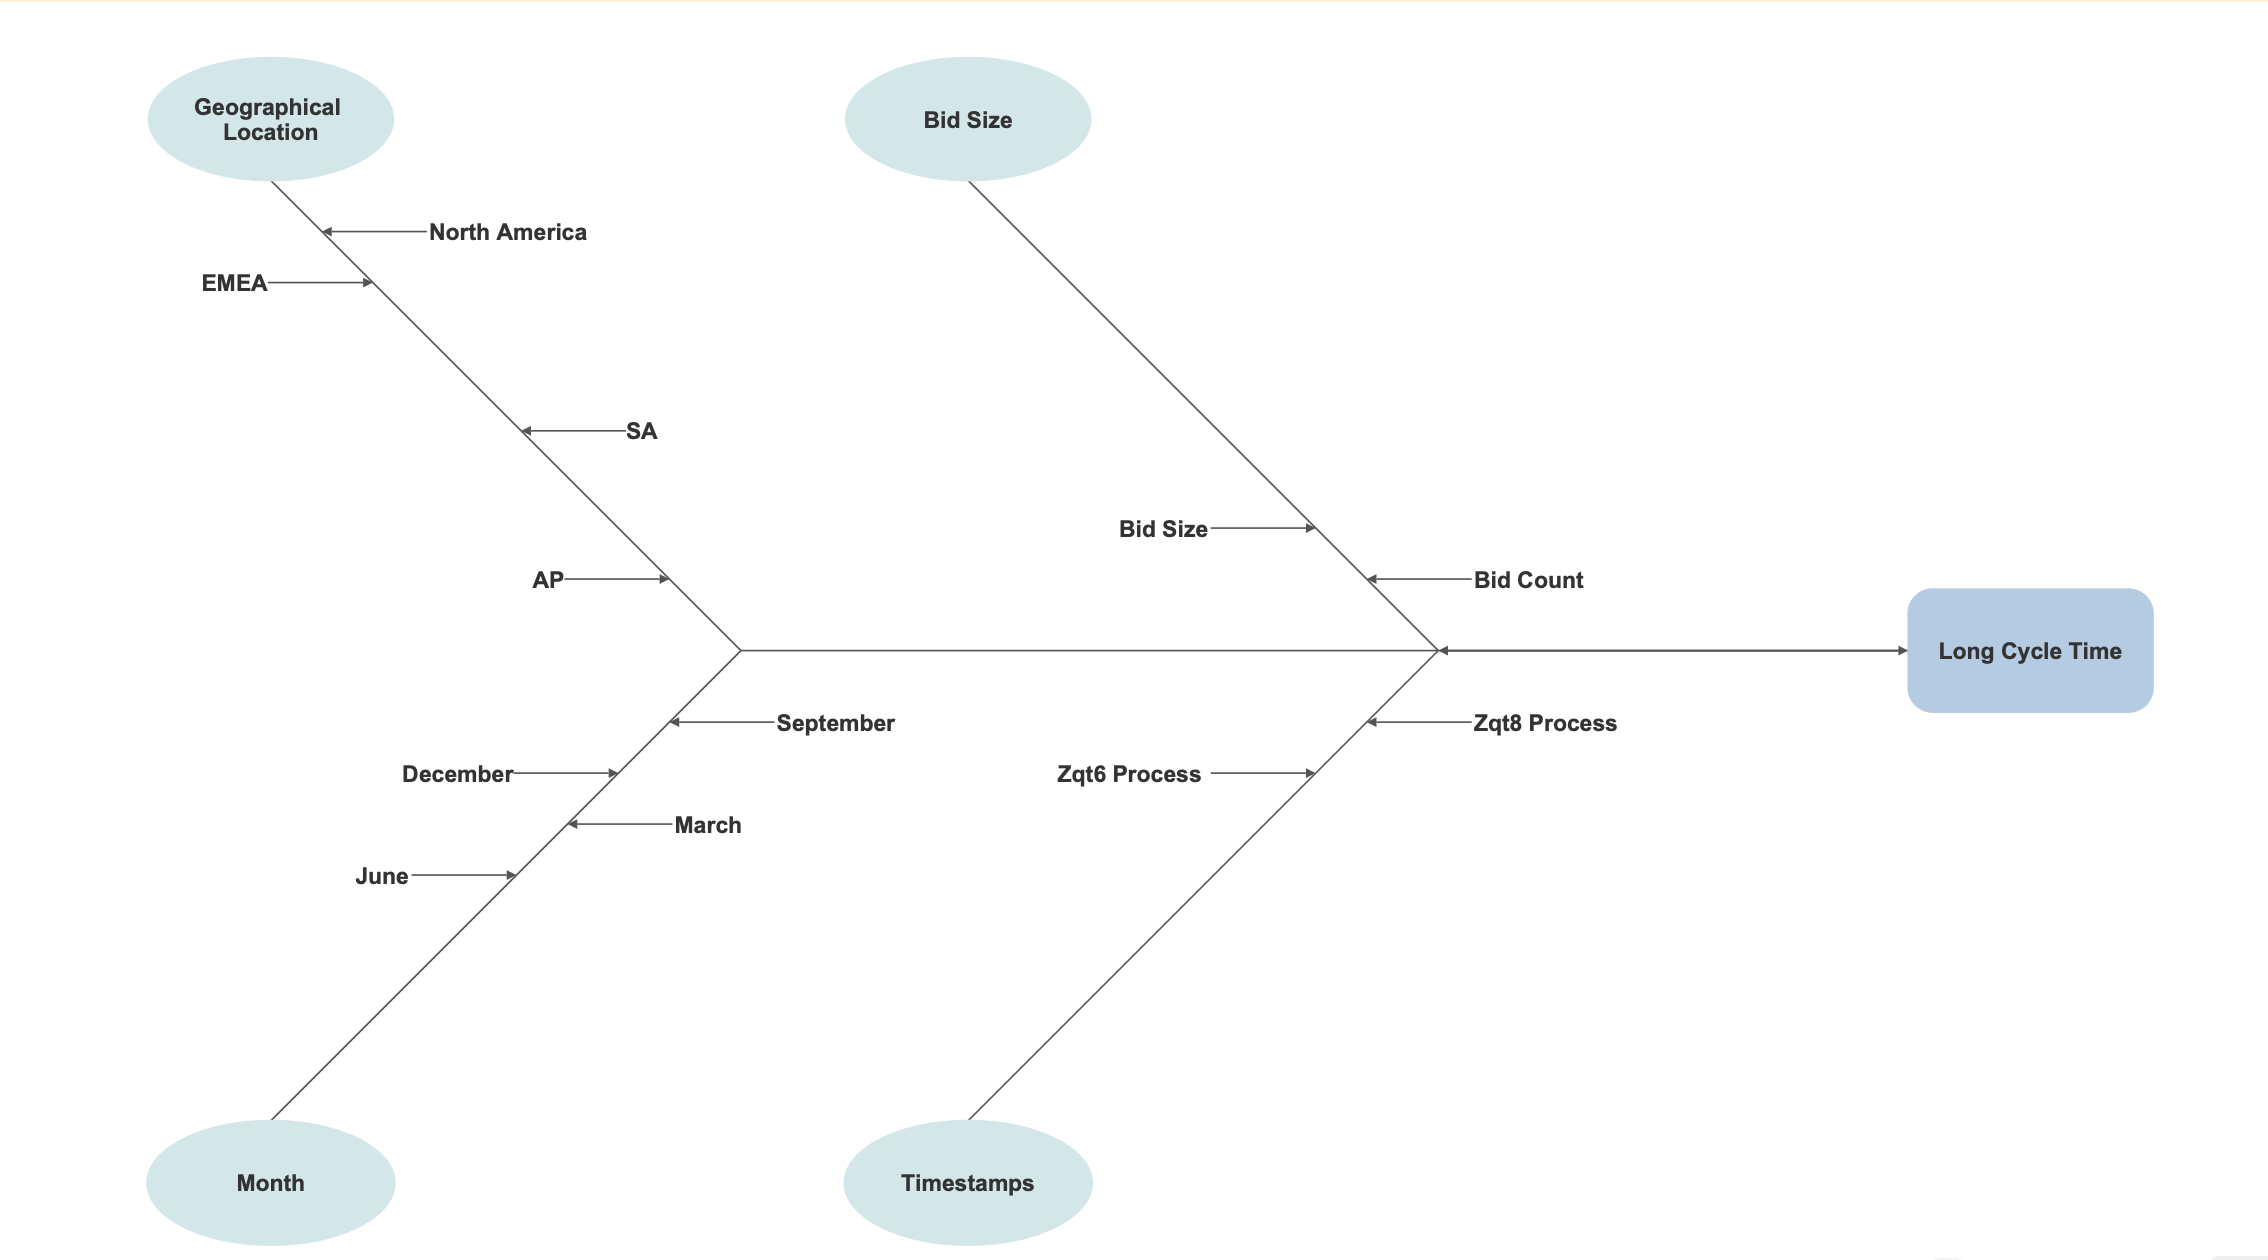 Geographical
Location
Bid Size
North America
EMEA
SA
Bid Size
AP
Bid Count
Long Cycle Time
September
Zqt8 Process
December
Zqt6 Process
March
June
Month
Timestamps